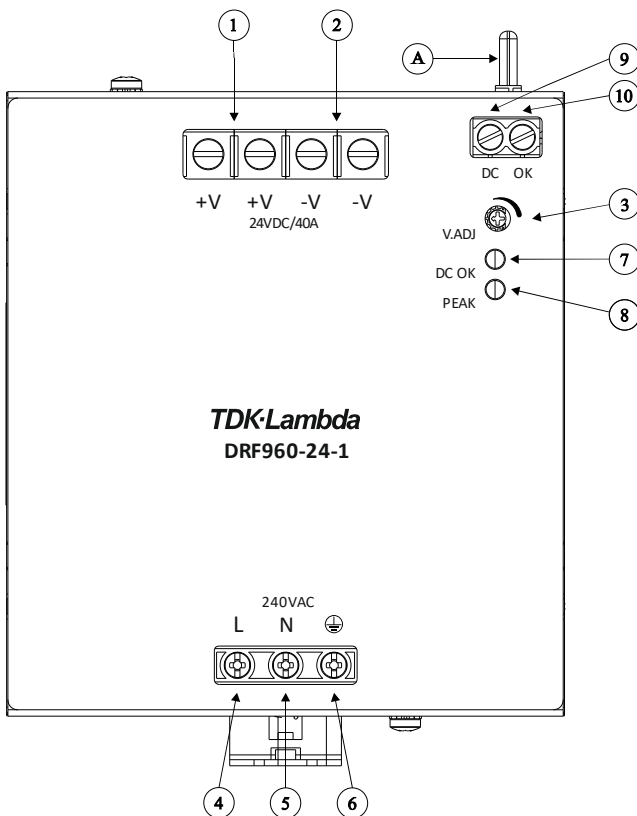 1
2
A
9
10
DC OK
+V +V -V -V
24VDC/40A
3
V.ADJ
7
DC OK
8
PEAK
TDK·Lambda
DRF960-24-1
240VAC
L N
4
5
6